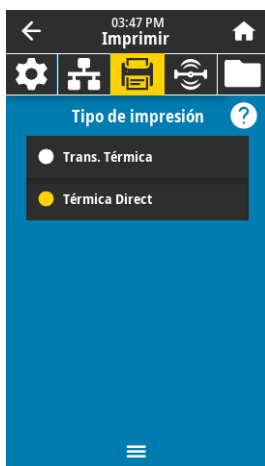 03:47 PM
Imprimir
Tipo de impresión
?
Trans. Térmica
Térmica Direct